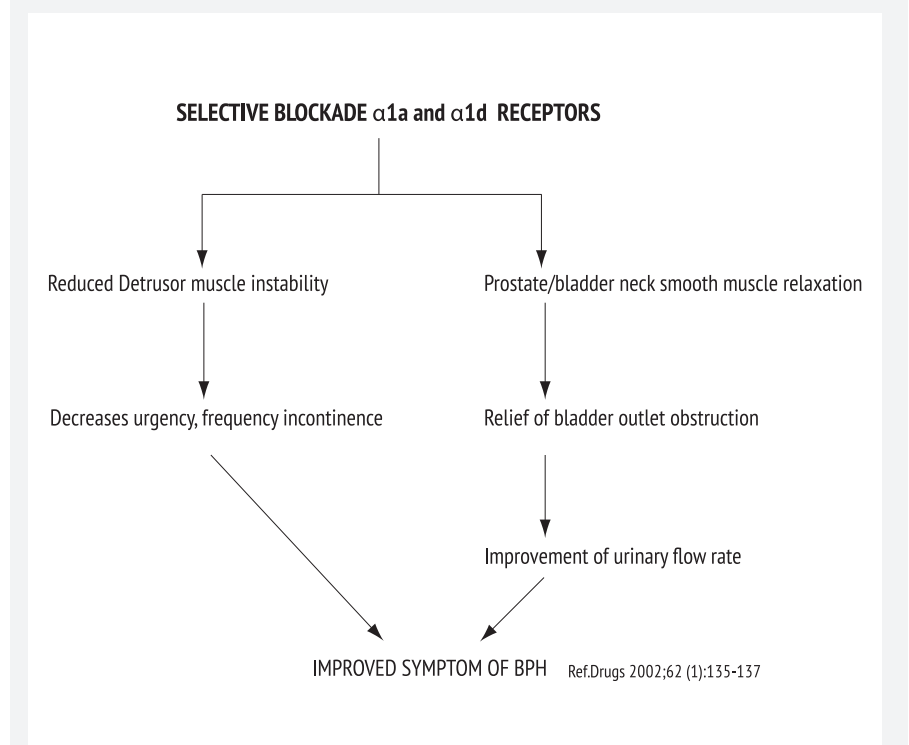 SELECTIVE BLOCKADE α1a and α1d RECEPTORS
Reduced Detrusor muscle instability
Prostate/bladder neck smooth muscle relaxation
Decreases urgency, frequency incontinence
Relief of bladder outlet obstruction
Improvement of urinary flow rate
IMPROVED SYMPTOM OF BPH
Ref.Drugs 2002;62 (1):135-137